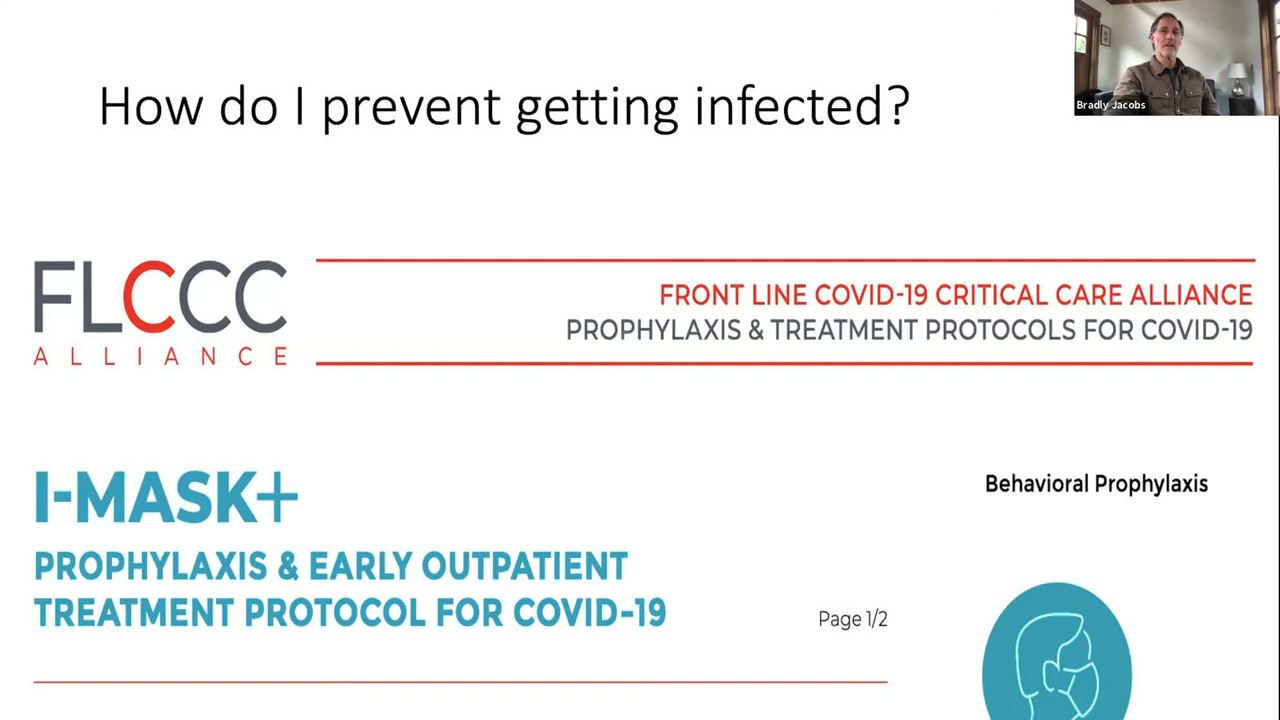 How do I prevent getting infected?
Bradly Jacobs
FLCCC
ALLIANCE
FRONT LINE COVID-19 CRITICAL CARE ALLIANCE
PROPHYLAXIS & TREATMENT PROTOCOLS FOR COVID-19
I-MASK+
PROPHYLAXIS & EARLY OUTPATIENT
TREATMENT PROTOCOL FOR COVID-19
Page 1/2
Behavioral Prophylaxis